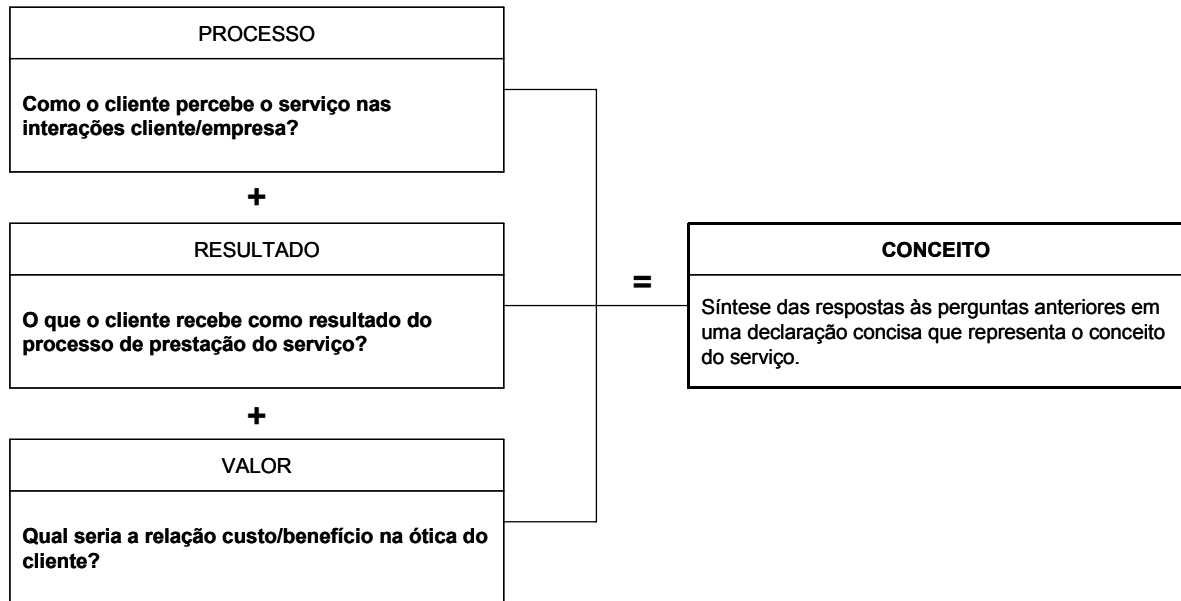 PROCESSO
Como o cliente percebe o serviço nas
interações cliente/empresa?
+
RESULTADO
O que o cliente recebe como resultado do
processo de prestação do serviço?
+
VALOR
Qual seria a relação custo/benefício na ótica do
cliente?
=
CONCEITO
Síntese das respostas às perguntas anteriores em
uma declaração concisa que representa o conceito
do serviço.